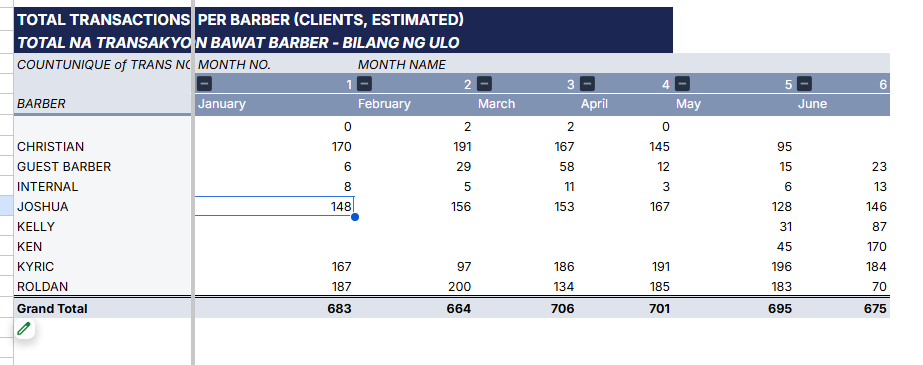 TOTAL TRANSACTIONS PER BARBER (CLIENTS, ESTIMATED)
TOTAL NA TRANSAKYON BAWAT BARBER - BILANG NG ULO
COUNTUNIQUE of TRANS NO MONTH NO. MONTH NAME
1 2 3 4 5 6
BARBER January February March April May June
0 2 2 0
CHRISTIAN 170 191 167 145 95
GUEST BARBER 6 29 58 12 15 23
INTERNAL 8 5 11 3 6 13
JOSHUA 148 156 153 167 128 146
KELLY 31 87
KEN 45 170
KYRIC 167 97 186 191 196 184
ROLDAN 187 200 134 185 183 70
Grand Total 683 664 706 701 695 675